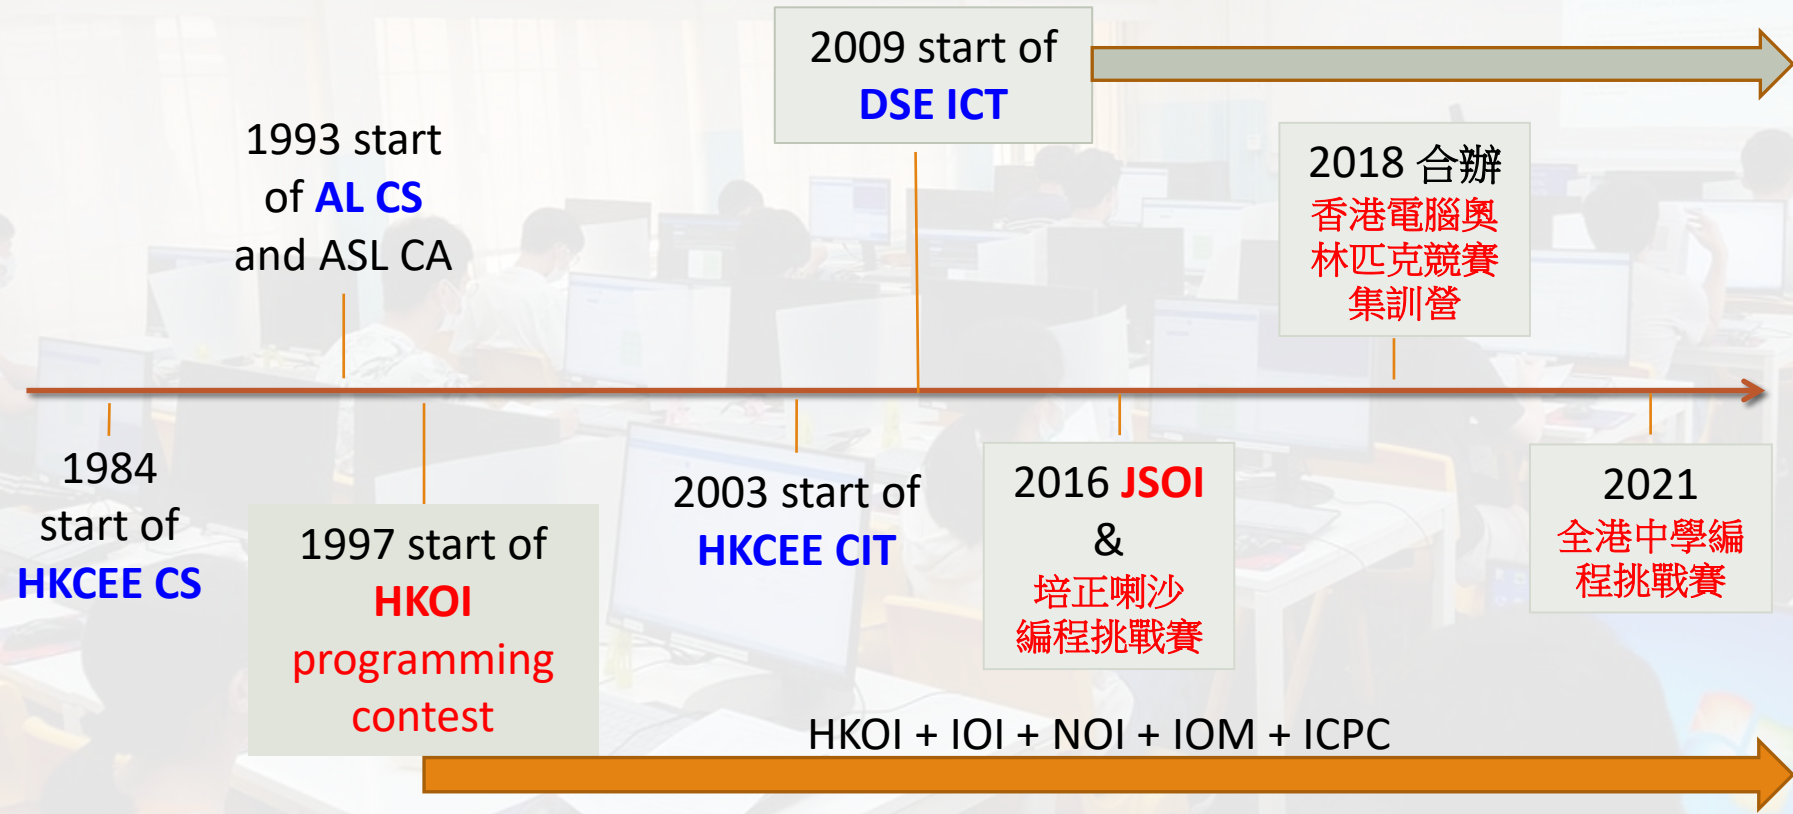 2009 start of
DSE ICT
1993 start
of AL CS
and ASL CA
2018 合辦
香港電腦奧
林匹克競賽
集訓營
1984
start of
HKCEE CS
1997 start of
HKOI
programming
contest
2003 start of
HKCEE CIT
2016 JSOI
&
培正喇沙
編程挑戰賽
2021
全港中學編
程挑戰賽
HKOI + IOI + NOI + IOM + ICPC